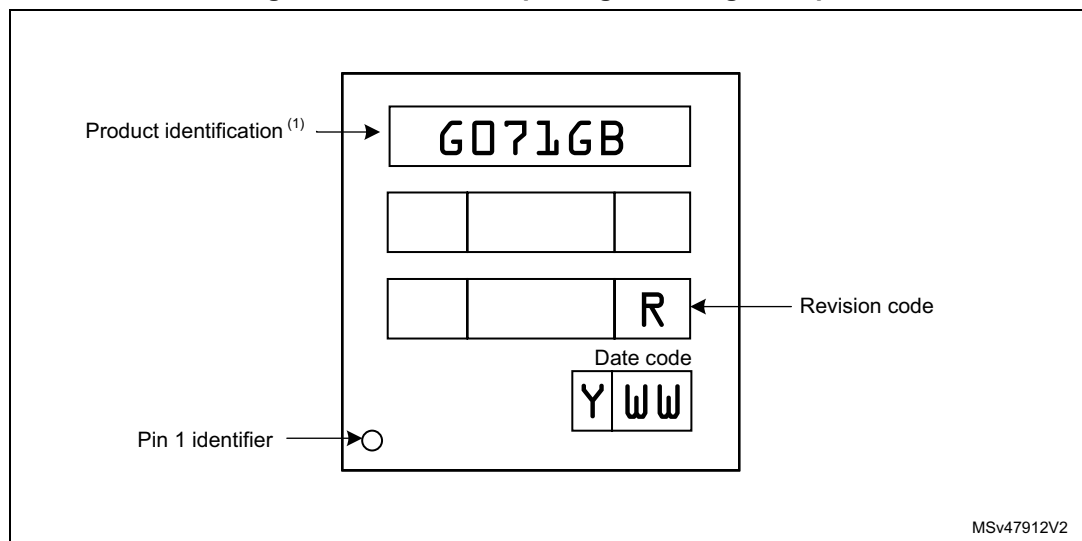 Product identification (1)
G071GB
R
Revision code
Date code
Y WW
Pin 1 identifier
MSv47912V2